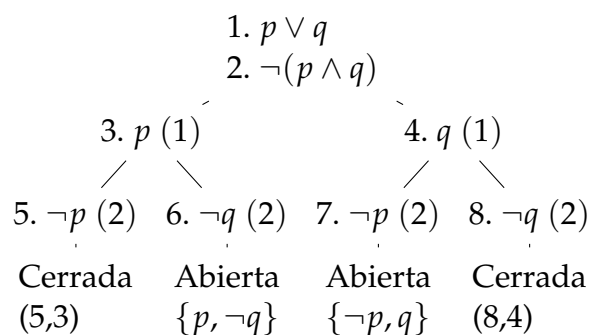 1. p ∨ q
2. ¬(p ∧ q)
3. p (1) 4. q (1)
5. ¬p (2) 6. ¬q (2) 7. ¬p (2) 8. ¬q (2)
Cerrada Abierta Abierta Cerrada
(5,3) {p, ¬q} {¬p, q} (8,4)